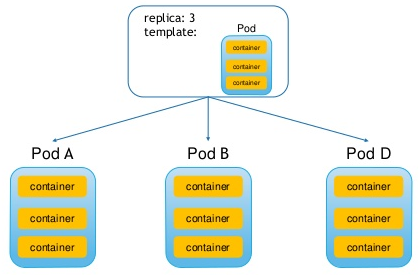 replica: 3
template:
Pod
container
container
container
Pod A
Pod B
Pod D
container
container
container
container
container
container
container
container
container